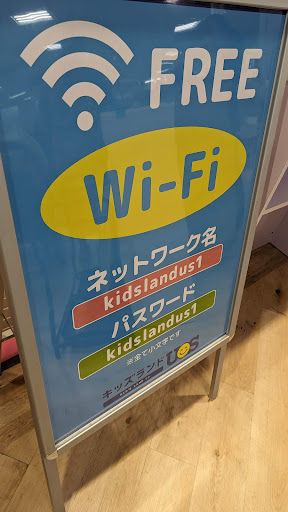 FREE
Wi-Fi
ネットワーク名
kidslandus1
パスワード
kidslandus1
※全て小文字です
キッズランド US